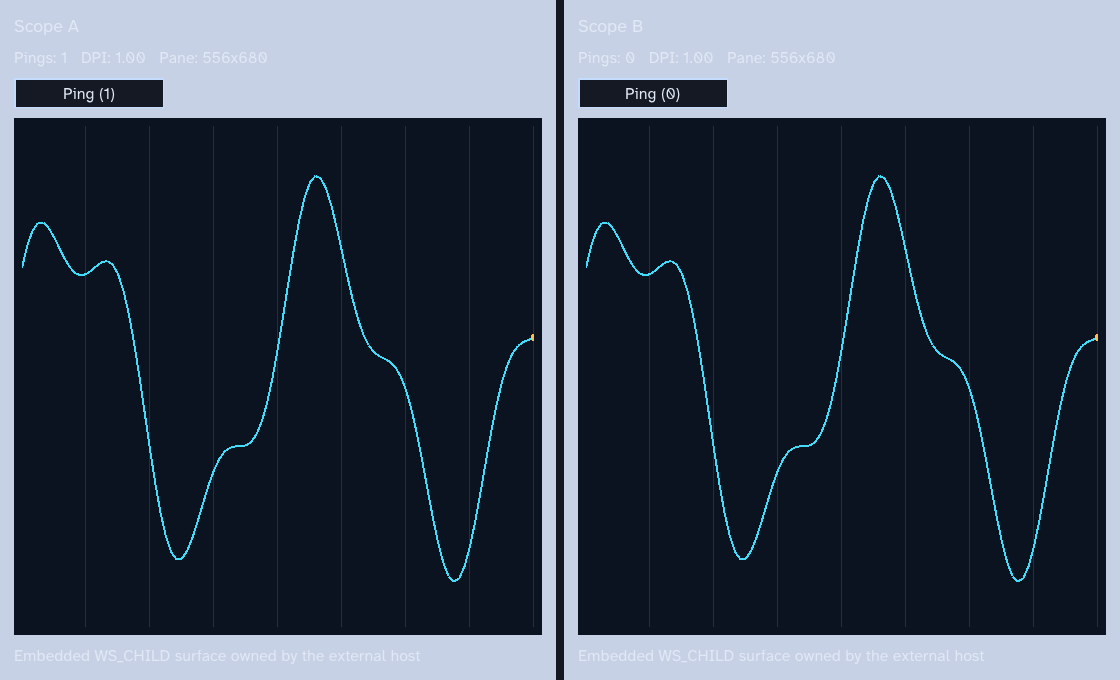 Scope A
Pings: 1 DPI: 1.00 Pane: 556x680
Ping (1)
Embedded WS_CHILD surface owned by the external host
Scope B
Pings: 0 DPI: 1.00 Pane: 556x680
Ping (0)
Embedded WS_CHILD surface owned by the external host